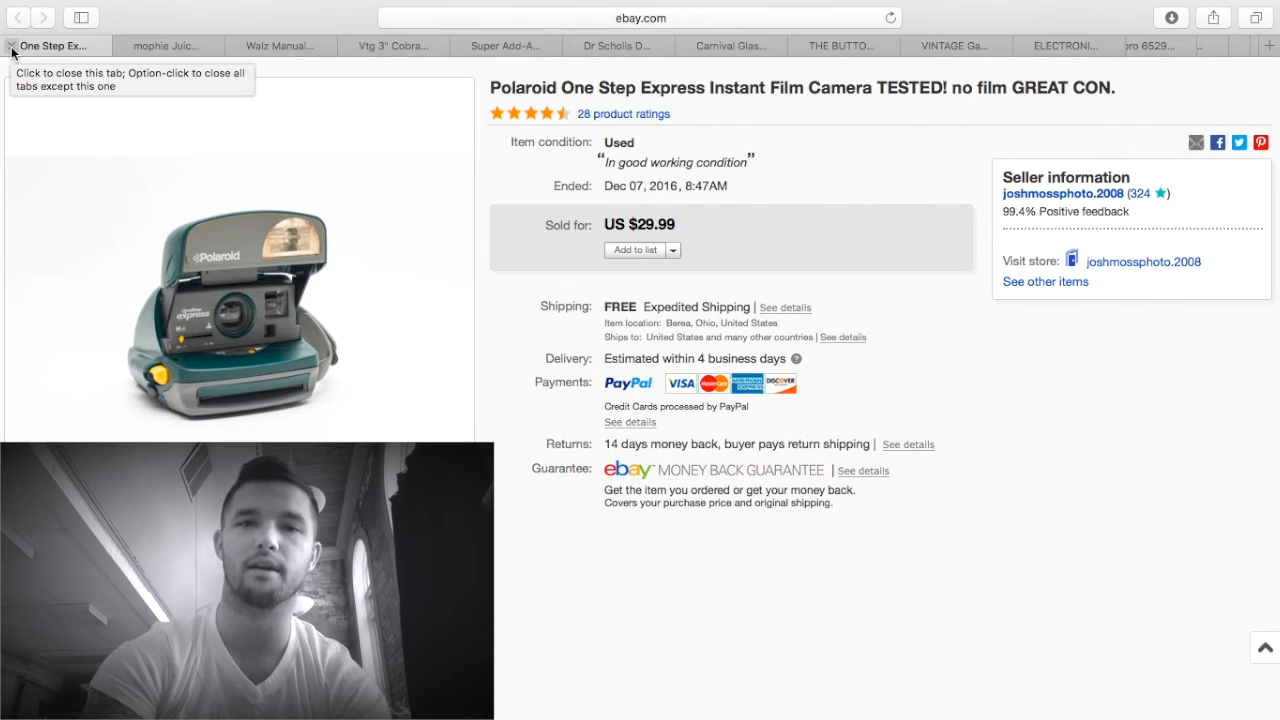 ebay.com
One Step Ex...
mophie Juic...
Walz Manual...
Vtg 3" Cobra...
Super Add-A...
Dr Scholls D...
Carnival Glas...
THE BUTTO...
VINTAGE Ga...
ELECTRONI...
oro 6529...
Click to close this tab; Option-click to close all
tabs except this one
Polaroid One Step Express Instant Film Camera TESTED! no film GREAT CON.
28 product ratings
Item condition: Used
"In good working condition"
Ended: Dec 07, 2016, 8:47AM
Sold for: US $29.99
Add to list
Shipping: FREE Expedited Shipping | See details
Item location: Berea, Ohio, United States
Ships to: United States and many other countries | See details
Delivery: Estimated within 4 business days
Payments: PayPal VISA MasterCard AMERICAN EXPRESS DISCOVER
Credit Cards processed by PayPal
See details
Returns: 14 days money back, buyer pays return shipping | See details
Guarantee: ebay MONEY BACK GUARANTEE | See details
Get the item you ordered or get your money back.
Covers your purchase price and original shipping.
Seller information
joshmossphoto.2008 (324 ★)
99.4% Positive feedback
Visit store: joshmossphoto.2008
See other items
Polaroid
express